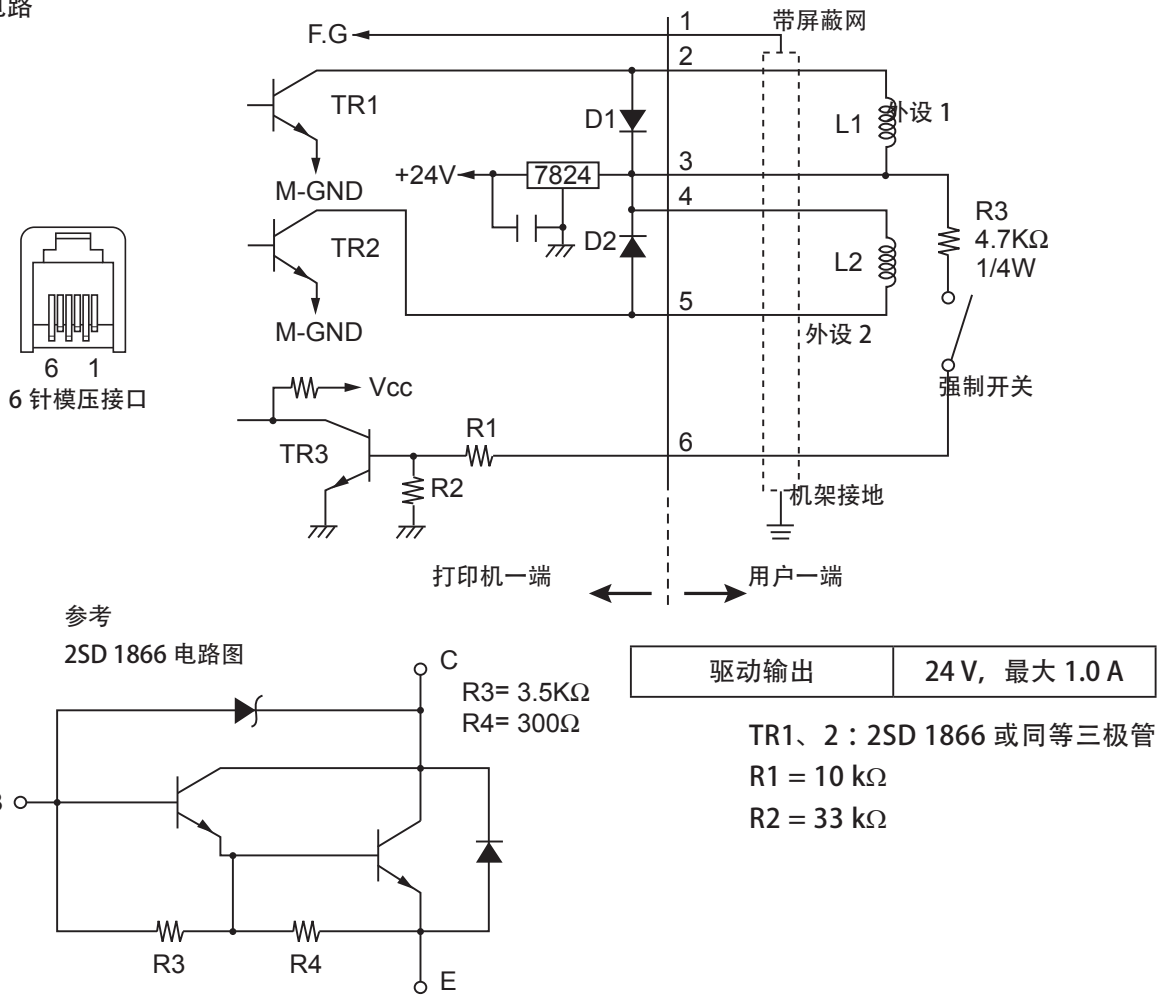 电路
F.G
1
带屏蔽网
2
TR1
D1
L1
外设 1
M-GND
+24V
7824
3
4
TR2
D2
L2
R3
4.7KΩ
1/4W
M-GND
5
外设 2
6 1
6 针模压接口
Vcc
强制开关
TR3
R1
6
R2
机架接地
打印机一端
用户一端
参考
2SD 1866 电路图
C
R3= 3.5KΩ
R4= 300Ω
驱动输出 24 V，最大 1.0 A
TR1、2：2SD 1866 或同等三极管
R1 = 10 kΩ
R2 = 33 kΩ
R3
R4
E